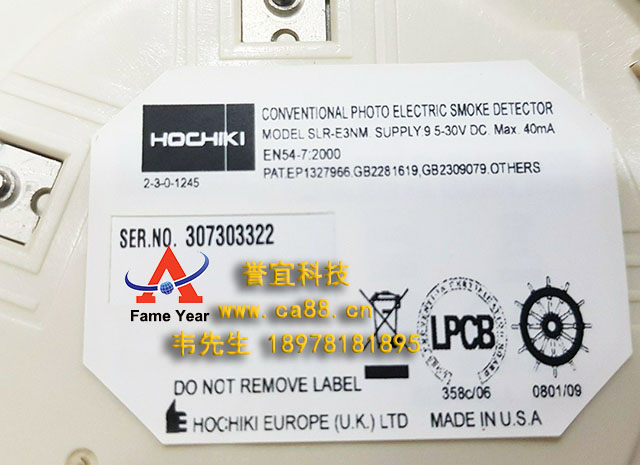 HOCHIKI
CONVENTIONAL PHOTO ELECTRIC SMOKE DETECTOR
MODEL SLR-E3NM SUPPLY 9 5-30V DC. Max. 40mA
EN54-7:2000
PAT.EP1327966,GB2281619,GB2309079,OTHERS
2-3-0-1245
SER.NO. 307303322
A
Fame Year
誉宜科技
www.ca88.cn
韦先生 18978181895
LPCB
358c/06
0801/09
DO NOT REMOVE LABEL
HOCHIKI EUROPE (U.K.) LTD MADE IN U.S.A